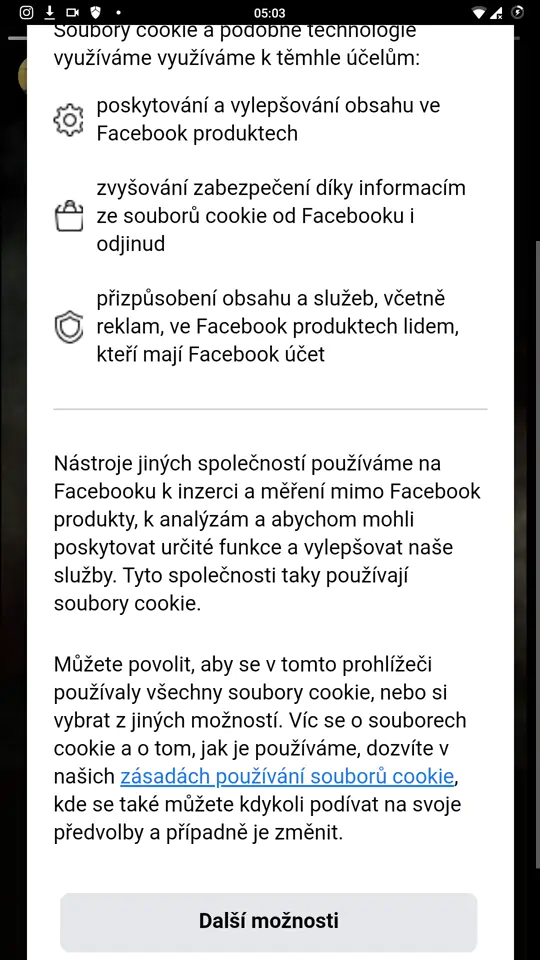 05:03
Soubory cookie a podobné technologie
využíváme využíváme k těmhle účelům:
poskytování a vylepšování obsahu ve
Facebook produktech
zvyšování zabezpečení díky informacím
ze souborů cookie od Facebooku i
odjinud
přizpůsobení obsahu a služeb, včetně
reklam, ve Facebook produktech lidem,
kteří mají Facebook účet
Nástroje jiných společností používáme na
Facebooku k inzerci a měření mimo Facebook
produkty, k analýzám a abychom mohli
poskytovat určité funkce a vylepšovat naše
služby. Tyto společnosti taky používají
soubory cookie.
Můžete povolit, aby se v tomto prohlížeči
používaly všechny soubory cookie, nebo si
vybrat z jiných možností. Víc se o souborech
cookie a o tom, jak je používáme, dozvíte v
našich zásadách používání souborů cookie,
kde se také můžete kdykoli podívat na svoje
předvolby a případně je změnit.
Další možnosti